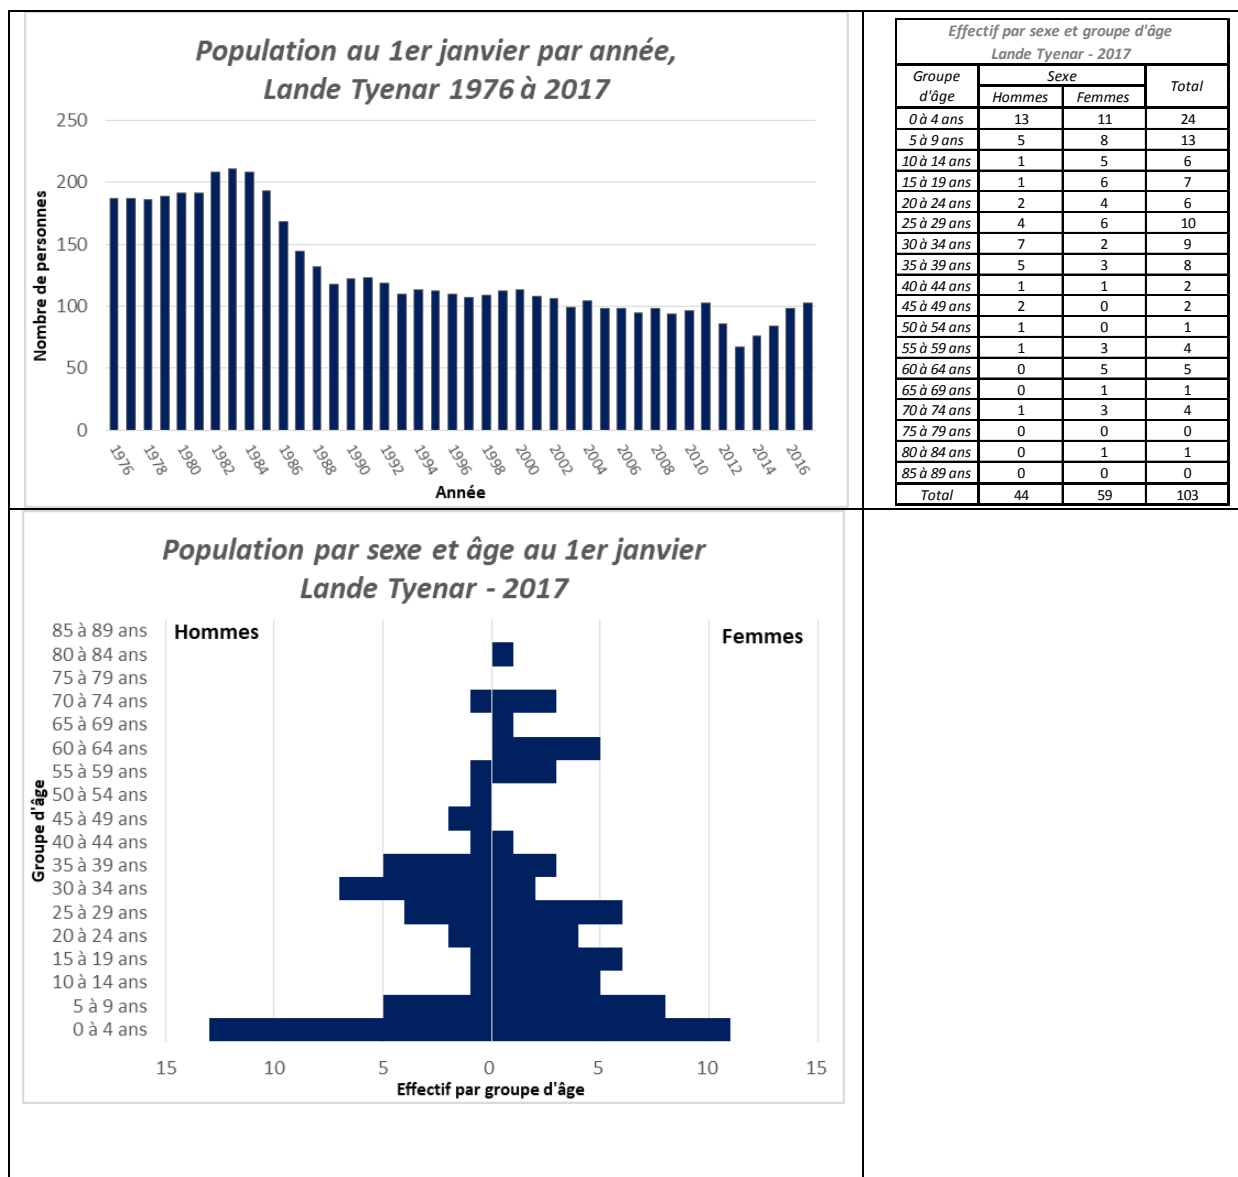 Population au 1er janvier par année,
Lande Tyenar 1976 à 2017
250
200
150
100
50
0
Nombre de personnes
1976 1978 1980 1982 1984 1986 1988 1990 1992 1994 1996 1998 2000 2002 2004 2006 2008 2010 2012 2014 2016
Année
Effectif par sexe et groupe d'âge
Lande Tyenar - 2017
Groupe d'âge Sexe Total
Hommes Femmes
0 à 4 ans 13 11 24
5 à 9 ans 5 8 13
10 à 14 ans 1 5 6
15 à 19 ans 1 6 7
20 à 24 ans 2 4 6
25 à 29 ans 4 6 10
30 à 34 ans 7 2 9
35 à 39 ans 5 3 8
40 à 44 ans 1 1 2
45 à 49 ans 2 0 2
50 à 54 ans 1 0 1
55 à 59 ans 1 3 4
60 à 64 ans 0 5 5
65 à 69 ans 0 1 1
70 à 74 ans 1 3 4
75 à 79 ans 0 0 0
80 à 84 ans 0 1 1
85 à 89 ans 0 0 0
Total 44 59 103
Population par sexe et âge au 1er janvier
Lande Tyenar - 2017
Hommes Femmes
Groupe d'âge
85 à 89 ans
80 à 84 ans
75 à 79 ans
70 à 74 ans
65 à 69 ans
60 à 64 ans
55 à 59 ans
50 à 54 ans
45 à 49 ans
40 à 44 ans
35 à 39 ans
30 à 34 ans
25 à 29 ans
20 à 24 ans
15 à 19 ans
10 à 14 ans
5 à 9 ans
0 à 4 ans
15 10 5 0 5 10 15
Effectif par groupe d'âge